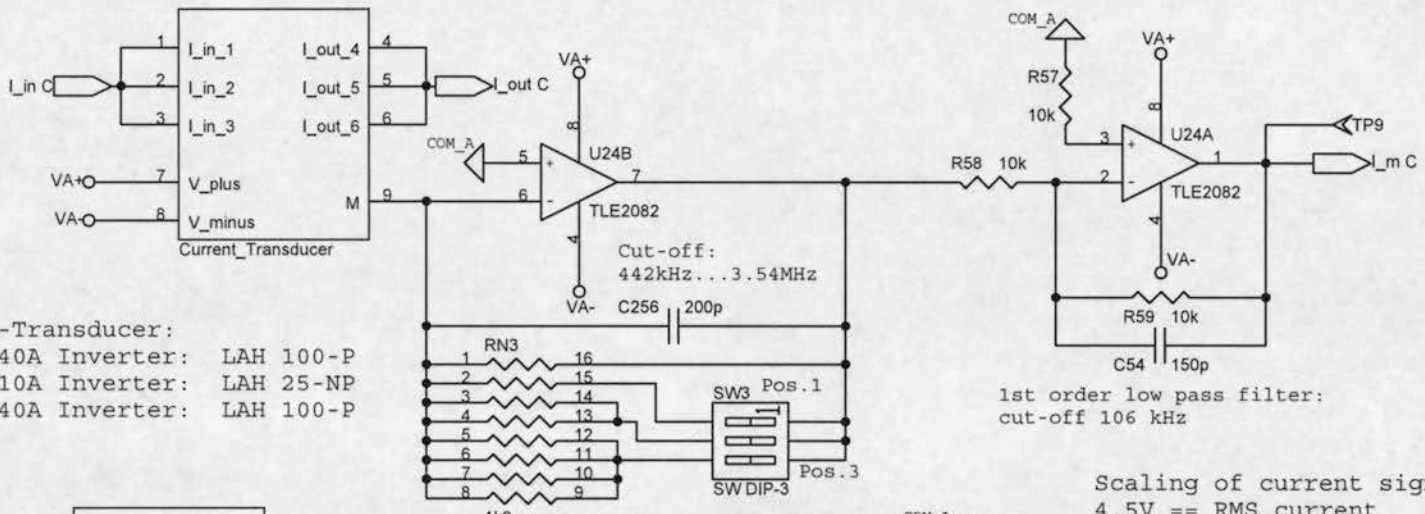 I_in C
1
2
3
I_in_1
I_in_2
I_in_3
I_out_4
I_out_5
I_out_6
4
5
6
I_out C
VA+
7
V_plus
VA-
8
V_minus
M
9
Current_Transducer
VA+
8
COM_A
5
+
6
-
U24B
7
TLE2082
4
VA-
Cut-off:
442kHz...3.54MHz
C256
200p
COM_A
R57
10k
VA+
8
3
+
2
-
U24A
1
TLE2082
4
VA-
TP9
I_m C
R58
10k
R59
10k
C54
150p
1st order low pass filter:
cut-off 106 kHz
-Transducer:
40A Inverter: LAH 100-P
10A Inverter: LAH 25-NP
40A Inverter: LAH 100-P
RN3
1
16
2
15
3
14
4
13
5
12
6
11
7
10
8
9
SW3
Pos.1
1
Pos.3
SW DIP-3
4.5V == RMS current